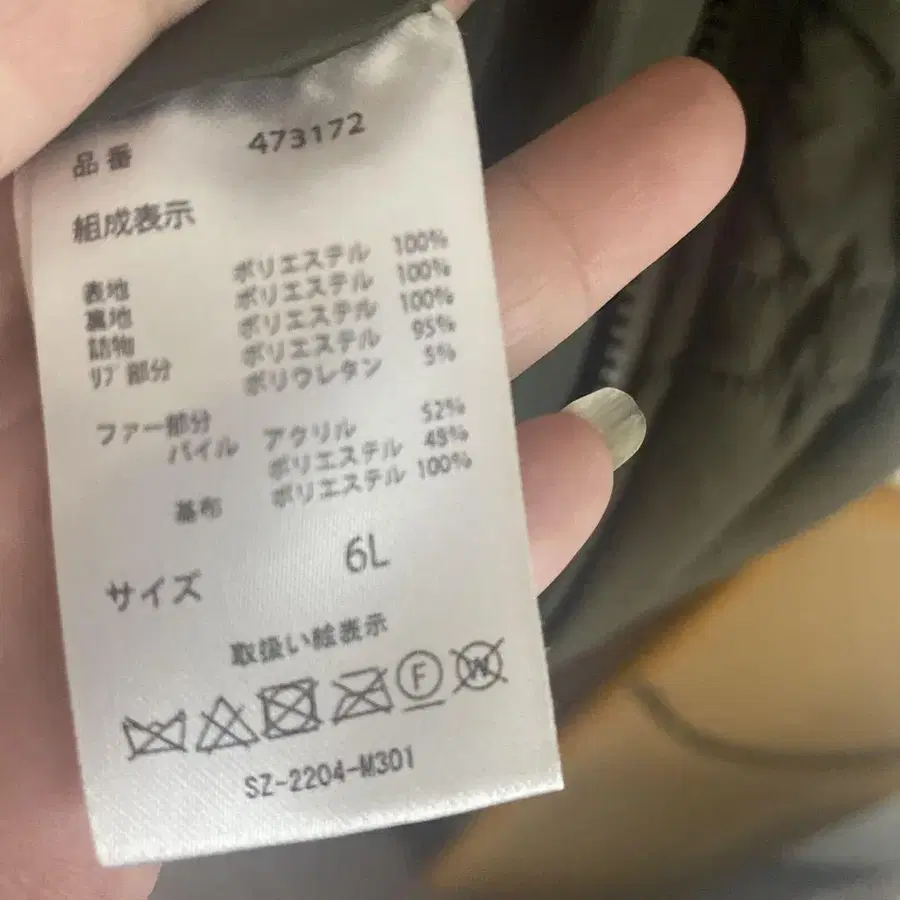 品番 473172
組成表示
表地 ポリエステル 100%
裏地 ポリエステル 100%
詰物 ポリエステル 100%
リブ部分 ポリエステル 95%
ポリウレタン 5%
ファー部分
パイル アクリル 52%
ポリエステル 48%
基布 ポリエステル 100%
サイズ 6L
取扱い絵表示
F W
SZ-2204-M301